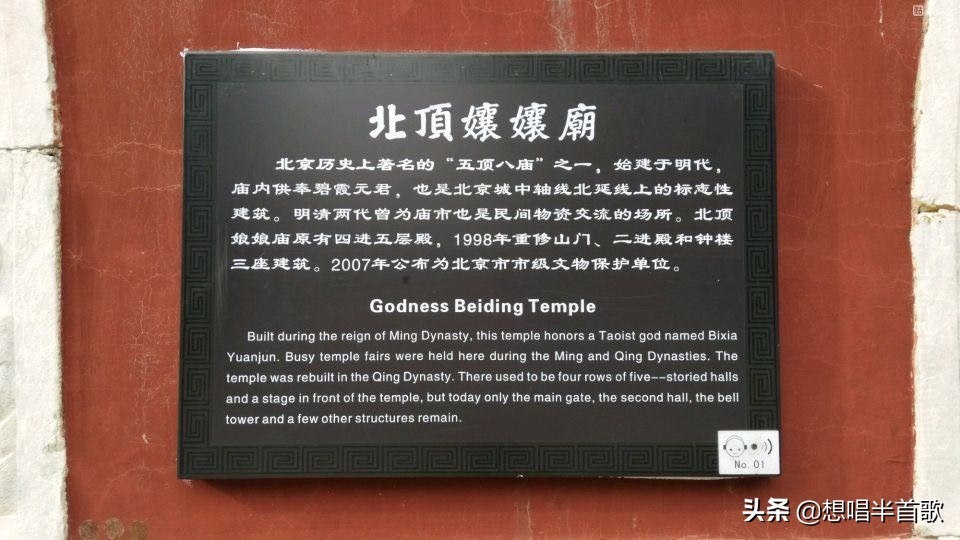 北頂孃孃廟
北京历史上著名的“五顶八庙”之一，始建于明代，
庙内供奉碧霞元君，也是北京城中轴线北延线上的标志性
建筑。明清两代曾为庙市也是民间物资交流的场所。北顶
娘娘庙原有四进五层殿，1998年重修山门、二进殿和钟楼
三座建筑。2007年公布为北京市市级文物保护单位。
Godness Beiding Temple
Built during the reign of Ming Dynasty, this temple honors a Taoist god named Bixia
Yuanjun. Busy temple fairs were held here during the Ming and Qing Dynasties. The
temple was rebuilt in the Qing Dynasty. There used to be four rows of five--storied halls
and a stage in front of the temple, but today only the main gate, the second hall, the bell
tower and a few other structures remain.
No.01
头条 @想唱半首歌